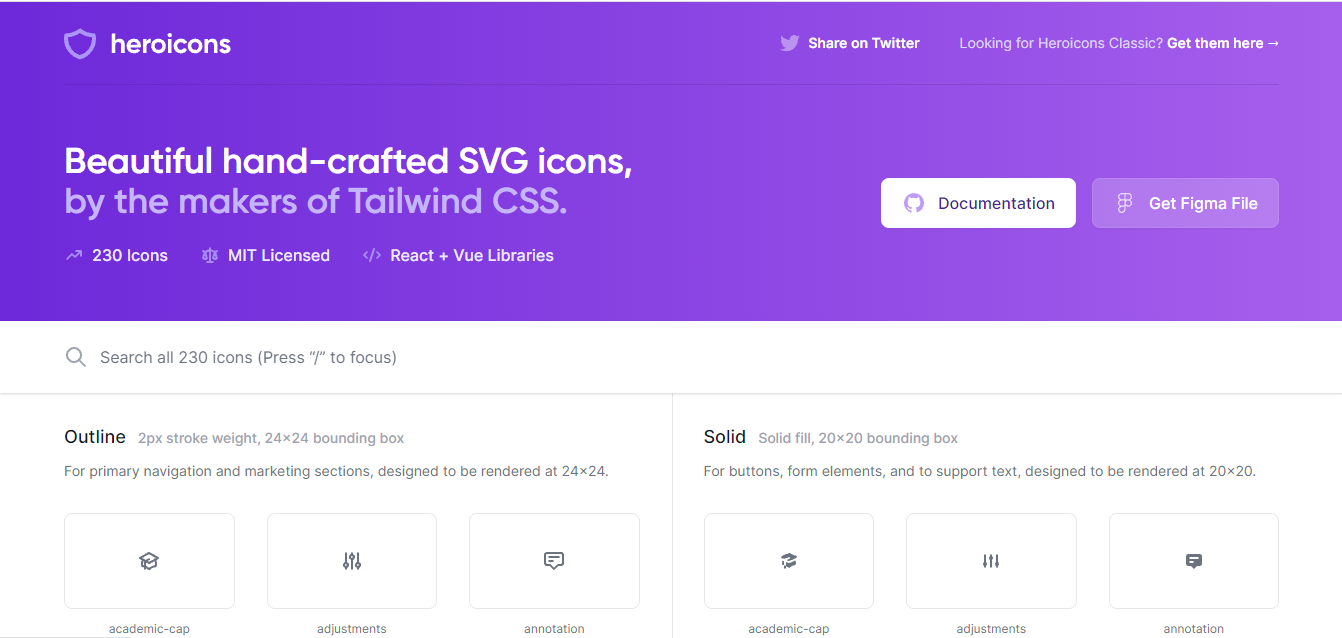 heroicons
Share on Twitter
Looking for Heroicons Classic? Get them here →
Beautiful hand-crafted SVG icons,
by the makers of Tailwind CSS.
230 Icons
MIT Licensed
React + Vue Libraries
Documentation
Get Figma File
Search all 230 icons (Press “/” to focus)
Outline 2px stroke weight, 24×24 bounding box
For primary navigation and marketing sections, designed to be rendered at 24×24.
academic-cap
adjustments
annotation
Solid Solid fill, 20×20 bounding box
For buttons, form elements, and to support text, designed to be rendered at 20×20.
academic-cap
adjustments
annotation